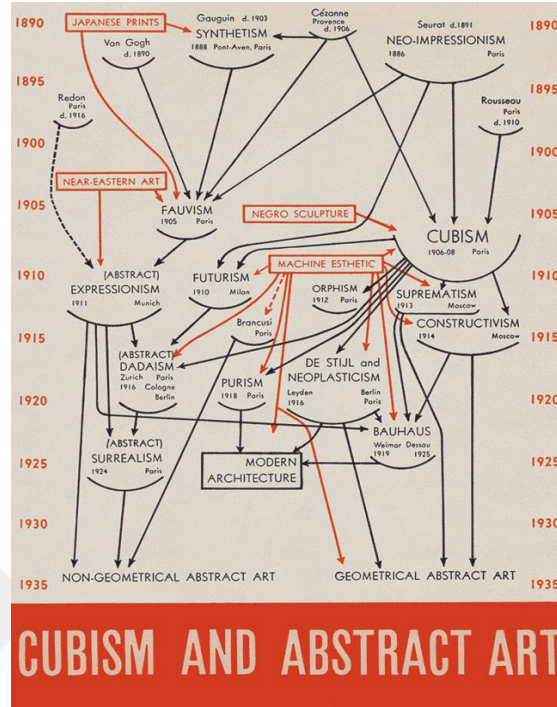 1890
JAPANESE PRINTS
Gauguin d. 1903
SYNTHETISM
1888 Pont-Aven, Paris
Cézanne
Provence
d. 1906
Seurat d.1891
NEO-IMPRESSIONISM
1886 Paris
1890
Van Gogh
d. 1890
1895
1895
Redon
Paris
d. 1916
Rousseau
Paris
d. 1910
1900
1900
NEAR-EASTERN ART
1905
FAUVISM
1905 Paris
NEGRO SCULPTURE
1905
CUBISM
1906-08 Paris
1910
(ABSTRACT)
EXPRESSIONISM
1911 Munich
FUTURISM
1910 Milan
MACHINE ESTHETIC
ORPHISM
1912 Paris
SUPREMATISM
1913 Moscow
1910
Brancusi
Paris
CONSTRUCTIVISM
1914 Moscow
1915
1915
(ABSTRACT)
DADAISM
Zurich Paris
1916 Cologne
Berlin
PURISM
1918 Paris
DE STIJL and
NEOPLASTICISM
Leyden Berlin
1916 Paris
1920
1920
BAUHAUS
Weimar Dessau
1919 1925
(ABSTRACT)
SURREALISM
1924 Paris
MODERN
ARCHITECTURE
1925
1925
1930
1930
1935
NON-GEOMETRICAL ABSTRACT ART
GEOMETRICAL ABSTRACT ART
1935
CUBISM AND ABSTRACT ART